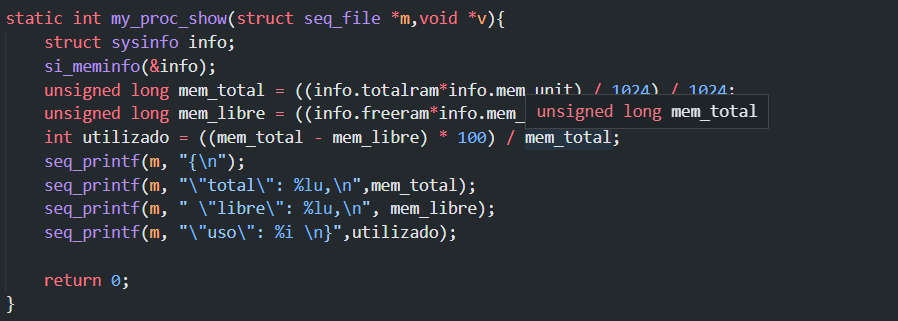 static int my_proc_show(struct seq_file *m,void *v){
struct sysinfo info;
si_meminfo(&info);
unsigned long mem_total = ((info.totalram*info.mem_unit) / 1024) / 1024;
unsigned long mem_libre = ((info.freeram*info.mem_
unsigned long mem_total
int utilizado = ((mem_total - mem_libre) * 100) / mem_total;
seq_printf(m, "{\n");
seq_printf(m, "\"total\": %lu,\n",mem_total);
seq_printf(m, " \"libre\": %lu,\n", mem_libre);
seq_printf(m, "\"uso\": %i \n}",utilizado);
return 0;
}